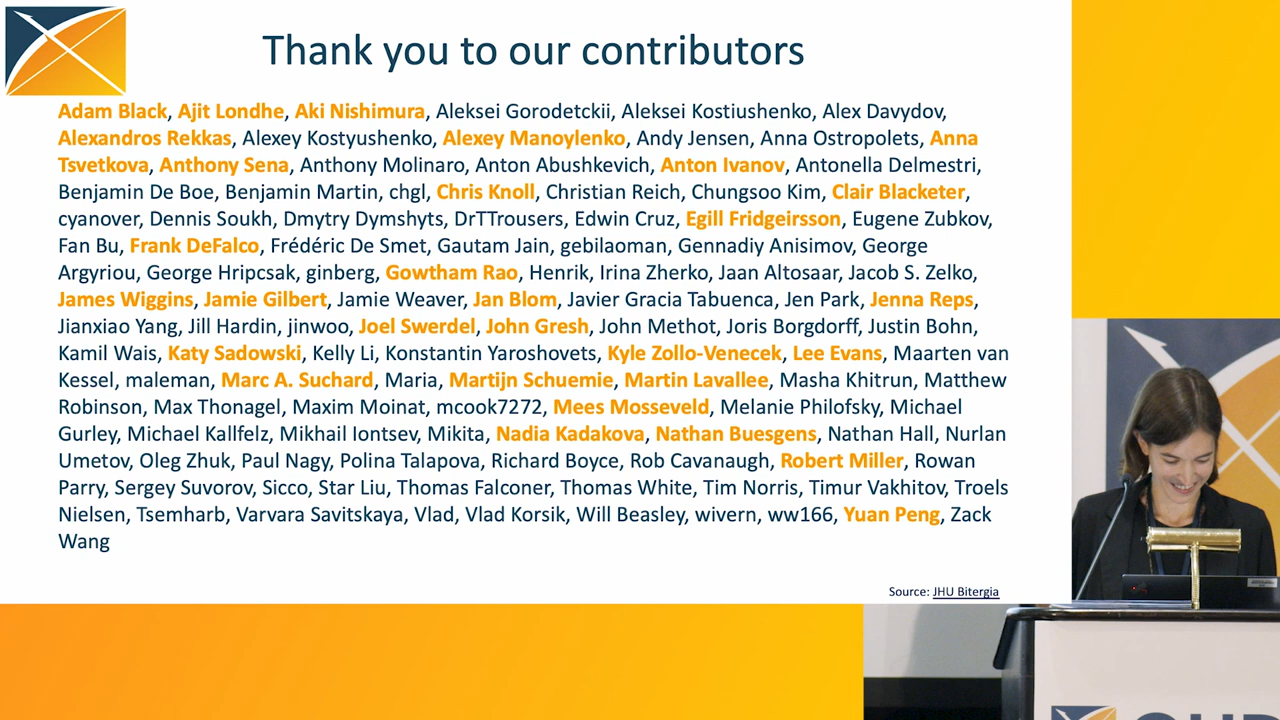 Thank you to our contributors
Adam Black, Ajit Londhe, Aki Nishimura, Aleksei Gorodetckii, Aleksei Kostiushenko, Alex Davydov,
Alexandros Rekkas, Alexey Kostyushenko, Alexey Manoylenko, Andy Jensen, Anna Ostropolets, Anna
Tsvetkova, Anthony Sena, Anthony Molinaro, Anton Abushkevich, Anton Ivanov, Antonella Delmestri,
Benjamin De Boe, Benjamin Martin, chgl, Chris Knoll, Christian Reich, Chungsoo Kim, Clair Blacketer,
cyanover, Dennis Soukh, Dmytry Dymshyts, DrTTrousers, Edwin Cruz, Egill Fridgeirsson, Eugene Zubkov,
Fan Bu, Frank DeFalco, Frédéric De Smet, Gautam Jain, gebilaoman, Gennadiy Anisimov, George
Argyriou, George Hripcsak, ginberg, Gowtham Rao, Henrik, Irina Zherko, Jaan Altosaar, Jacob S. Zelko,
James Wiggins, Jamie Gilbert, Jamie Weaver, Jan Blom, Javier Gracia Tabuenca, Jen Park, Jenna Reps,
Jianxiao Yang, Jill Hardin, jinwoo, Joel Swerdel, John Gresh, John Methot, Joris Borgdorff, Justin Bohn,
Kamil Wais, Katy Sadowski, Kelly Li, Konstantin Yaroshovets, Kyle Zollo-Venecek, Lee Evans, Maarten van
Kessel, maleman, Marc A. Suchard, Maria, Martijn Schuemie, Martin Lavallee, Masha Khitrun, Matthew
Robinson, Max Thonagel, Maxim Moinat, mcook7272, Mees Mosseveld, Melanie Philofsky, Michael
Gurley, Michael Kallfelz, Mikhail Iontsev, Mikita, Nadia Kadakova, Nathan Buesgens, Nathan Hall, Nurlan
Umetov, Oleg Zhuk, Paul Nagy, Polina Talapova, Richard Boyce, Rob Cavanaugh, Robert Miller, Rowan
Parry, Sergey Suvorov, Sicco, Star Liu, Thomas Falconer, Thomas White, Tim Norris, Timur Vakhitov, Troels
Nielsen, Tsemharb, Varvara Savitskaya, Vlad, Vlad Korsik, Will Beasley, wivern, ww166, Yuan Peng, Zack
Wang
Source: JHU Bitergia